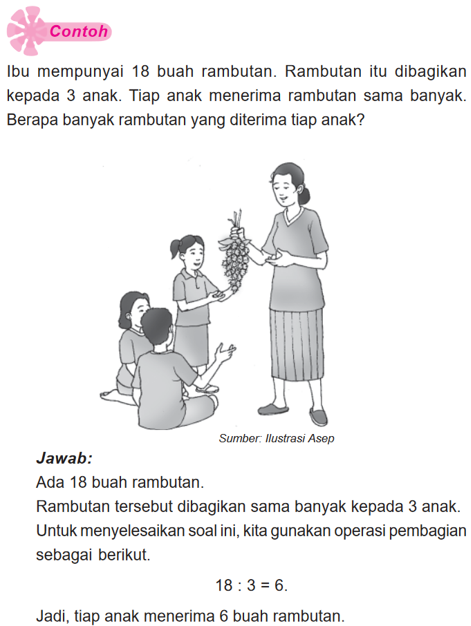 Contoh
Ibu mempunyai 18 buah rambutan. Rambutan itu dibagikan
kepada 3 anak. Tiap anak menerima rambutan sama banyak.
Berapa banyak rambutan yang diterima tiap anak?
Sumber: Ilustrasi Asep
Jawab:
Ada 18 buah rambutan.
Rambutan tersebut dibagikan sama banyak kepada 3 anak.
Untuk menyelesaikan soal ini, kita gunakan operasi pembagian
sebagai berikut.
18 : 3 = 6.
Jadi, tiap anak menerima 6 buah rambutan.